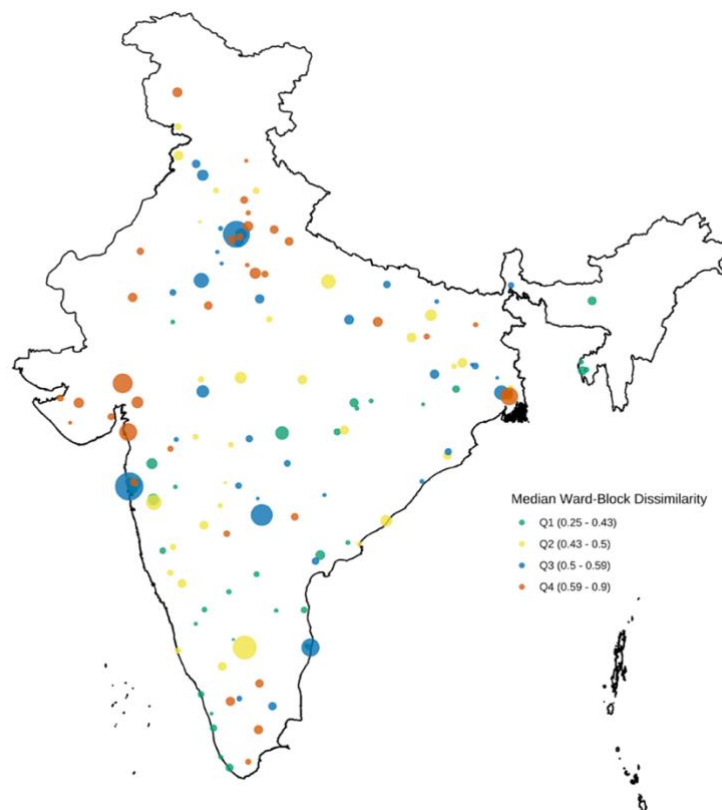 Median Ward-Block Dissimilarity
Q1 (0.25 - 0.43)
Q2 (0.43 - 0.5)
Q3 (0.5 - 0.59)
Q4 (0.59 - 0.9)